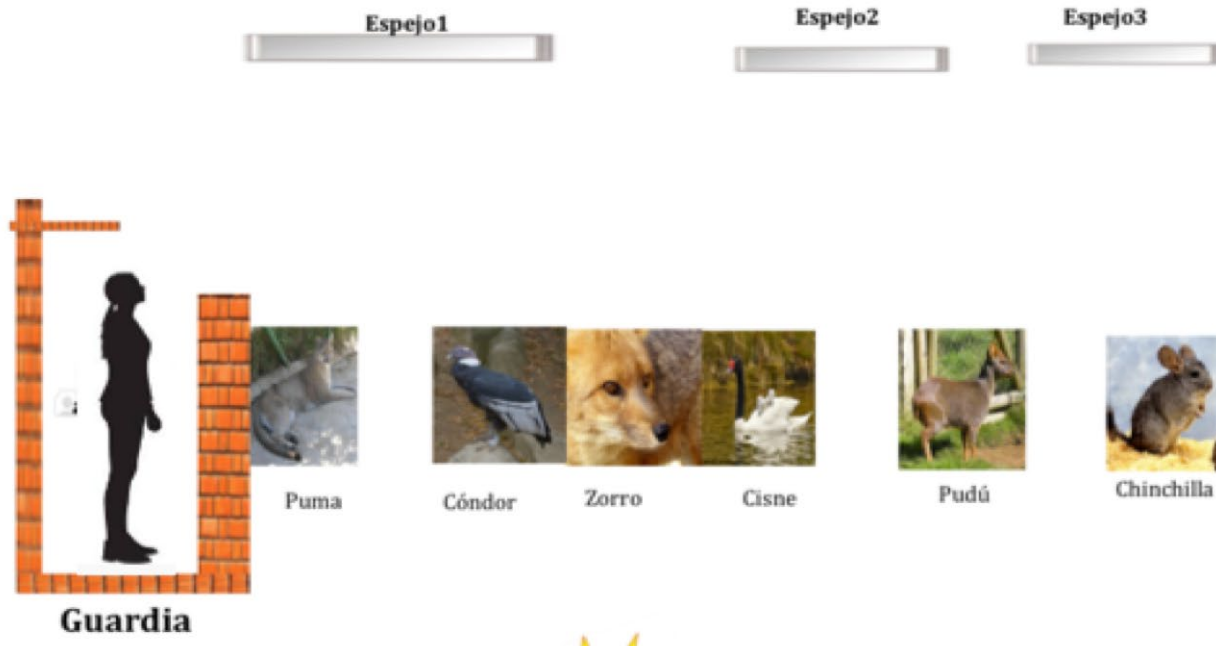 Espejo1
Espejo2
Espejo3
Puma
Cóndor
Zorro
Cisne
Pudú
Chinchilla
Guardia